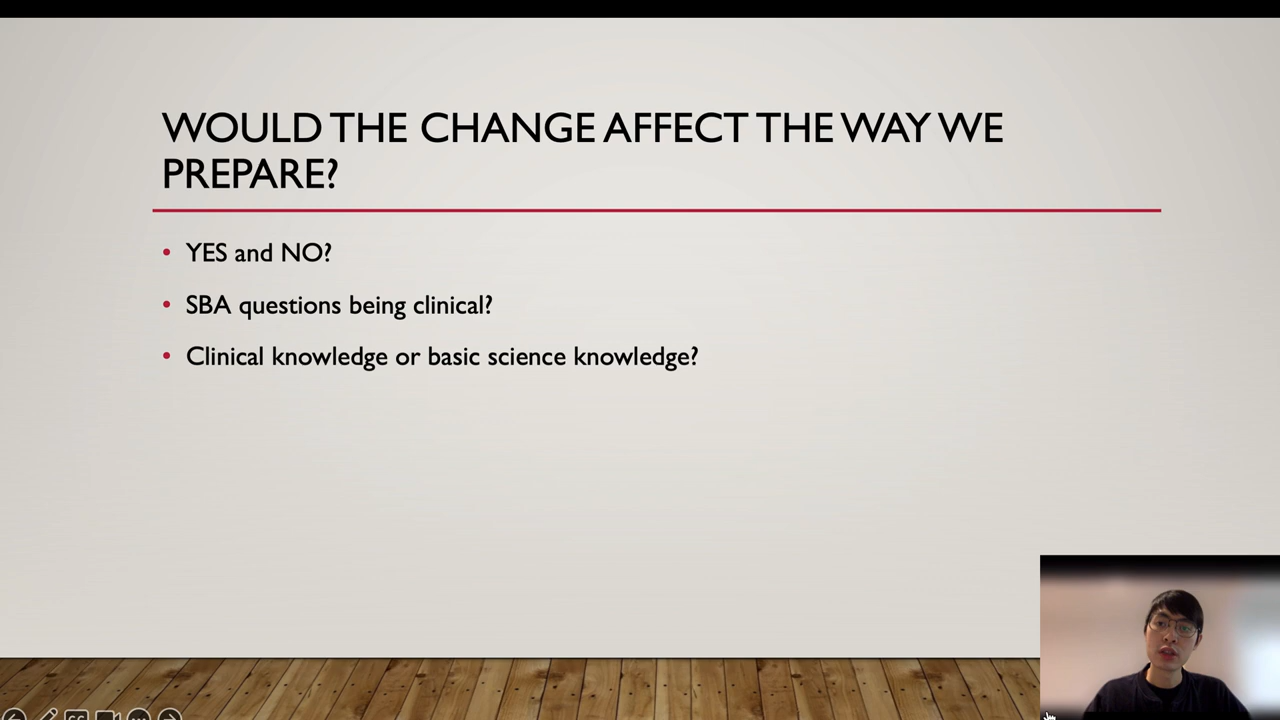 WOULD THE CHANGE AFFECT THE WAY WE
PREPARE?
• YES and NO?
• SBA questions being clinical?
• Clinical knowledge or basic science knowledge?